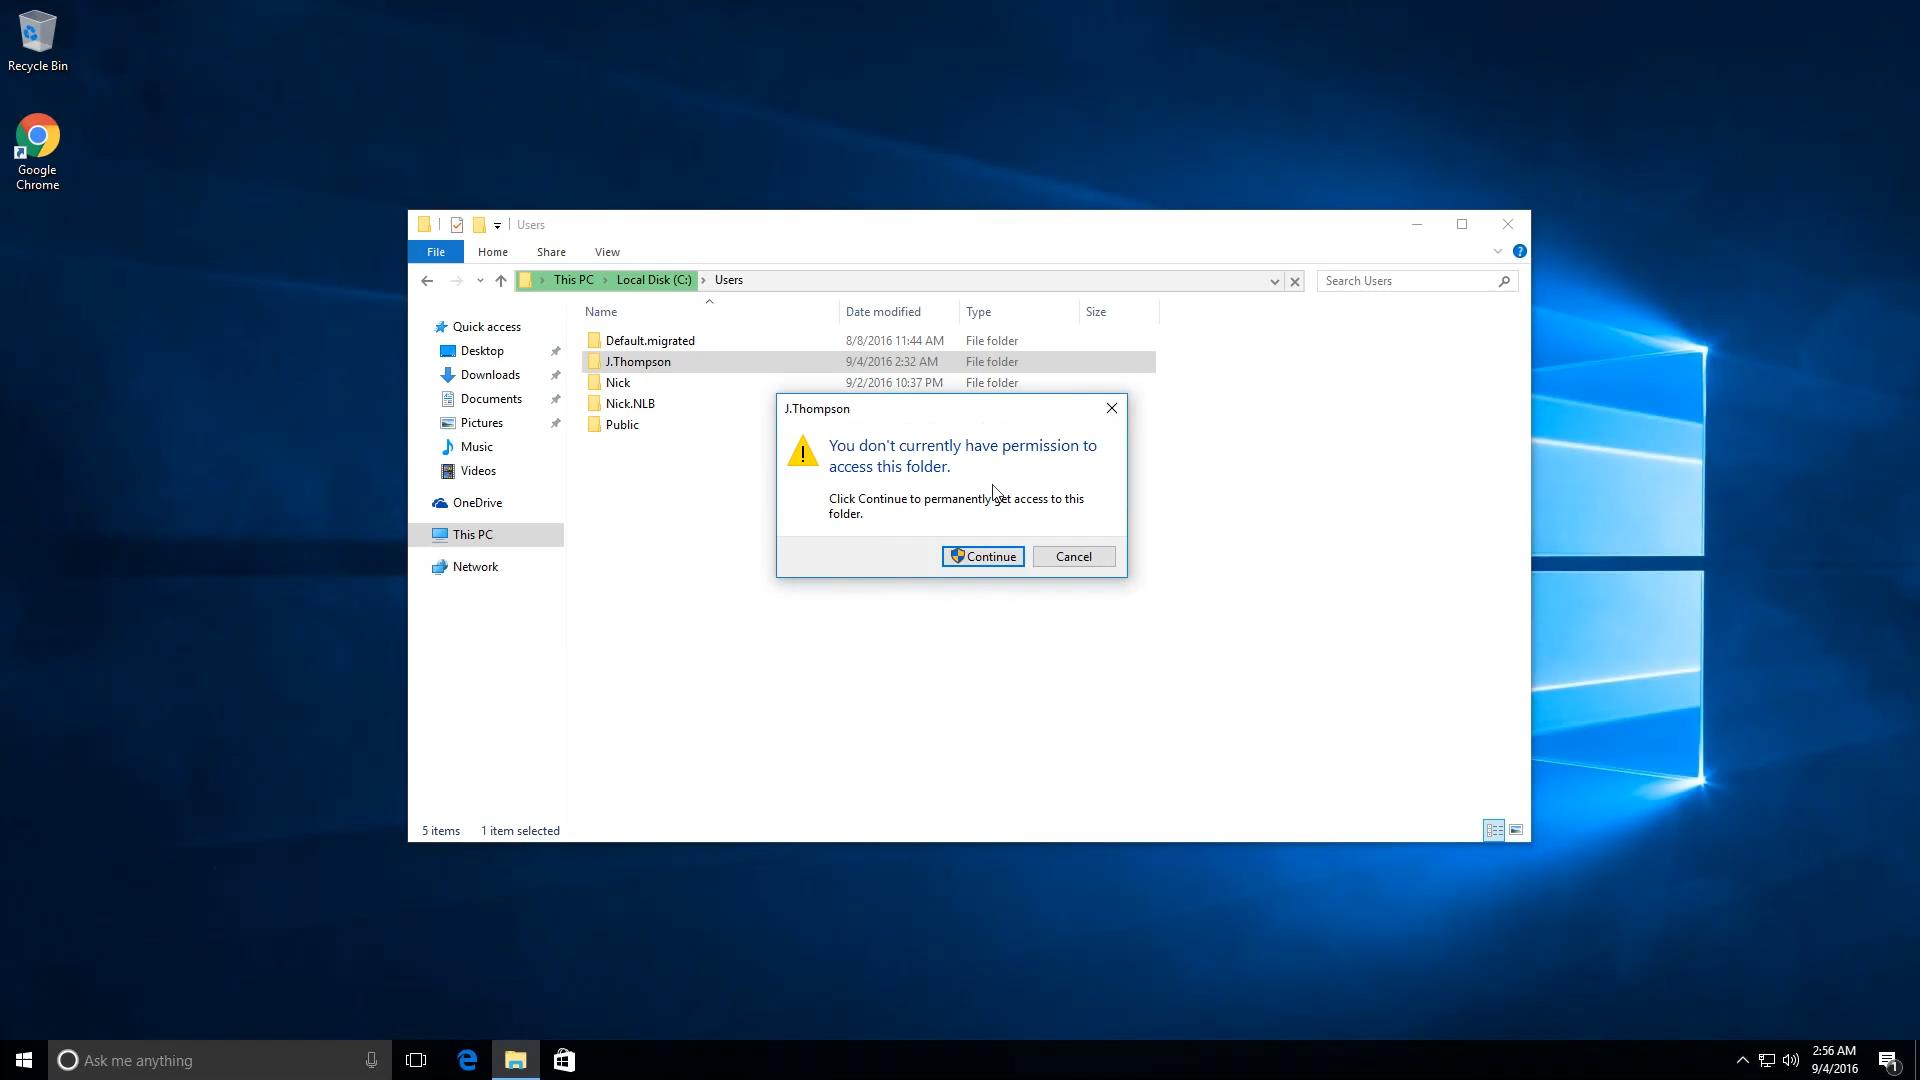 Recycle Bin
Google
Chrome
Users
File
Home
Share
View
This PC
Local Disk (C:)
Users
Search Users
Quick access
Desktop
Downloads
Documents
Pictures
Music
Videos
OneDrive
This PC
Network
Name
Date modified
Type
Size
Default.migrated
8/8/2016 11:44 AM
File folder
J.Thompson
9/4/2016 2:32 AM
File folder
Nick
9/2/2016 10:37 PM
File folder
Nick.NLB
Public
J.Thompson
You don't currently have permission to
access this folder.
Click Continue to permanently get access to this
folder.
Continue
Cancel
5 items
1 item selected
Ask me anything
2:56 AM
9/4/2016
1